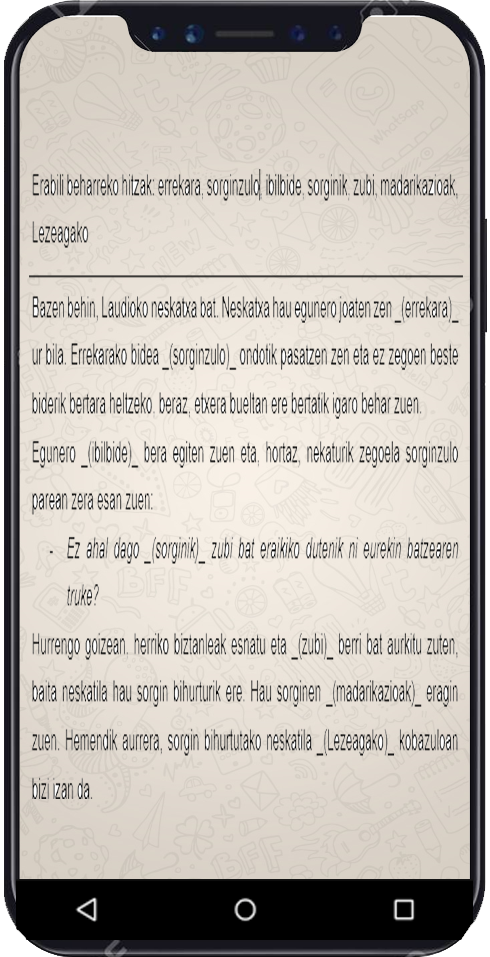 Erabili beharreko hitzak: errekara, sorginzulo, ibilbide, sorginik, zubi, madarikazioak,
Lezeagako
Bazen behin, Laudioko neskatxa bat. Neskatxa hau egunero joaten zen _(errekara)_
ur bila. Errekarako bidea _(sorginzulo)_ ondotik pasatzen zen eta ez zegoen beste
biderik bertara heltzeko, beraz, etxera bueltan ere bertatik igaro behar zuen.
Egunero _(ibilbide)_ bera egiten zuen eta, hortaz, nekaturik zegoela sorginzulo
parean zera esan zuen:
- Ez ahal dago _(sorginik)_ zubi bat eraikiko dutenik ni eurekin batzearen
truke?
Hurrengo goizean, herriko biztanleak esnatu eta _(zubi)_ berri bat aurkitu zuten,
baita neskatila hau sorgin bihurturik ere. Hau sorginen _(madarikazioak)_ eragin
zuen. Hemendik aurrera, sorgin bihurtutako neskatila _(Lezeagako)_ kobazuloan
bizi izan da.